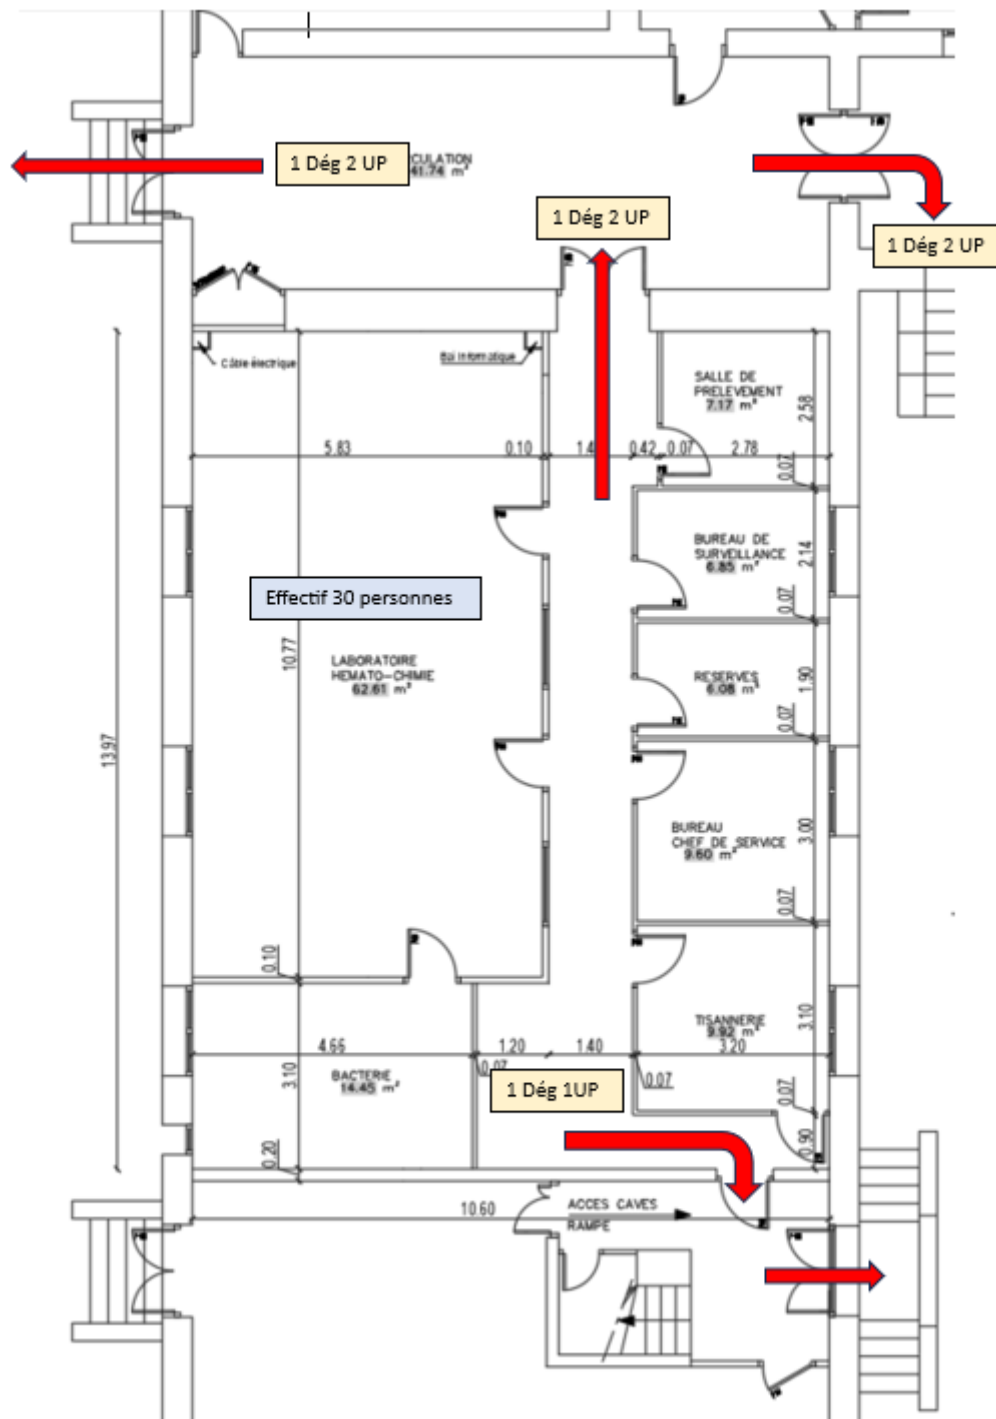 1 Dég 2 UP
CULATION
41.74 m²
1 Dég 2 UP
1 Dég 2 UP
Câble électrique
Bai informatique
SALLE DE
PRELEVEMENT
7.17 m²
2.58
5.83
0.10
1.4
0.42
0.07
2.78
0.07
BUREAU DE
SURVEILLANCE
6.85 m²
2.14
0.07
Effectif 30 personnes
10.77
LABORATOIRE
HEMATO-CHIMIE
62.61 m²
RESERVES
6.08 m²
1.90
0.07
13.97
BUREAU
CHEF DE SERVICE
9.60 m²
3.00
0.07
0.10
TISANNERIE
9.92 m²
3.10
4.66
1.20
1.40
3.20
3.10
BACTERIE
14.45 m²
0.07
0.07
0.07
1 Dég 1UP
0.20
0.90
10.60
ACCES CAVES
RAMPE